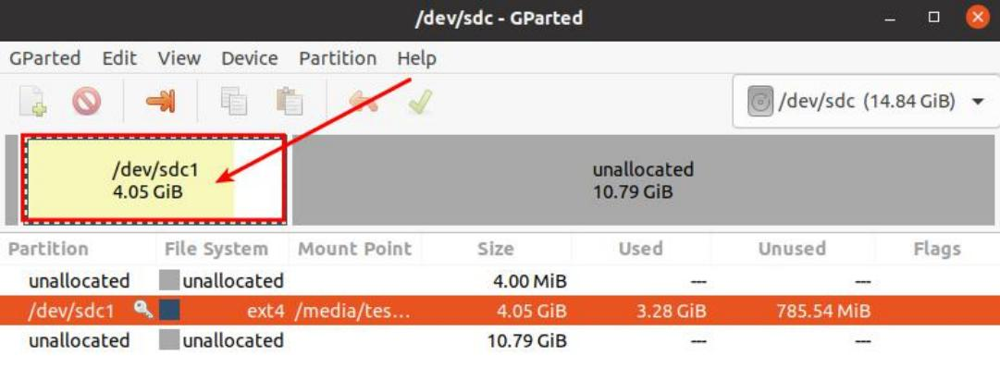 /dev/sdc - GParted
GParted Edit View Device Partition Help
/dev/sdc (14.84 GiB)
/dev/sdc1
4.05 GiB
unallocated
10.79 GiB
Partition File System Mount Point Size Used Unused Flags
unallocated unallocated 4.00 MiB --- ---
/dev/sdc1 ext4 /media/tes... 4.05 GiB 3.28 GiB 785.54 MiB
unallocated unallocated 10.79 GiB --- ---